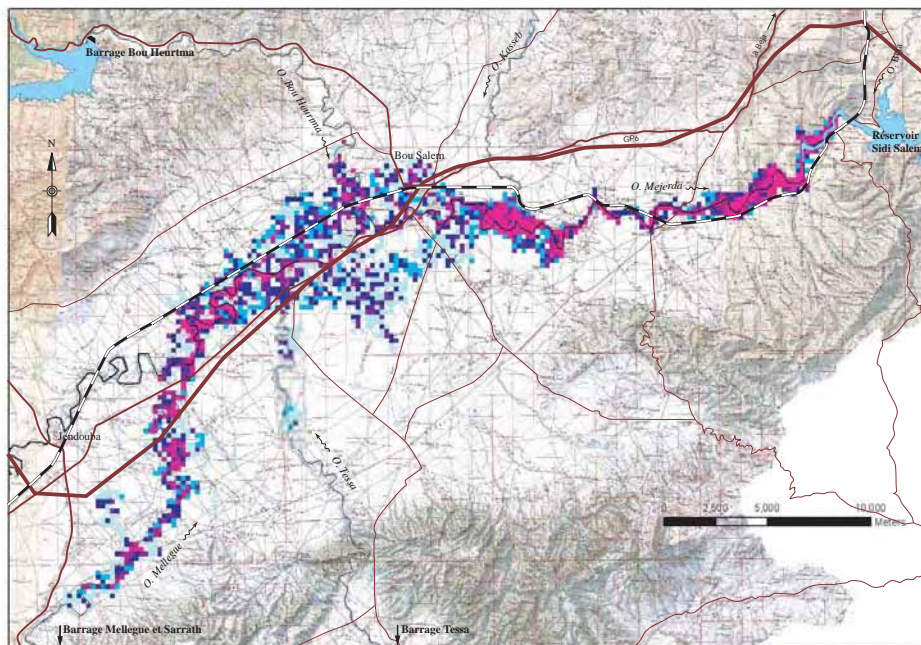 Barrage Bou Heurtma
O. Kasseb
à Beja
O. Beja
O. Bou Heurtma
GP6
Réservoir
Sidi Salem
N
Bou Salem
O. Mejerda
Jendouba
O. Tessa
0 2,500 5,000 10,000
Meters
O. Mellegue
Barrage Mellegue et Sarrath
Barrage Tessa